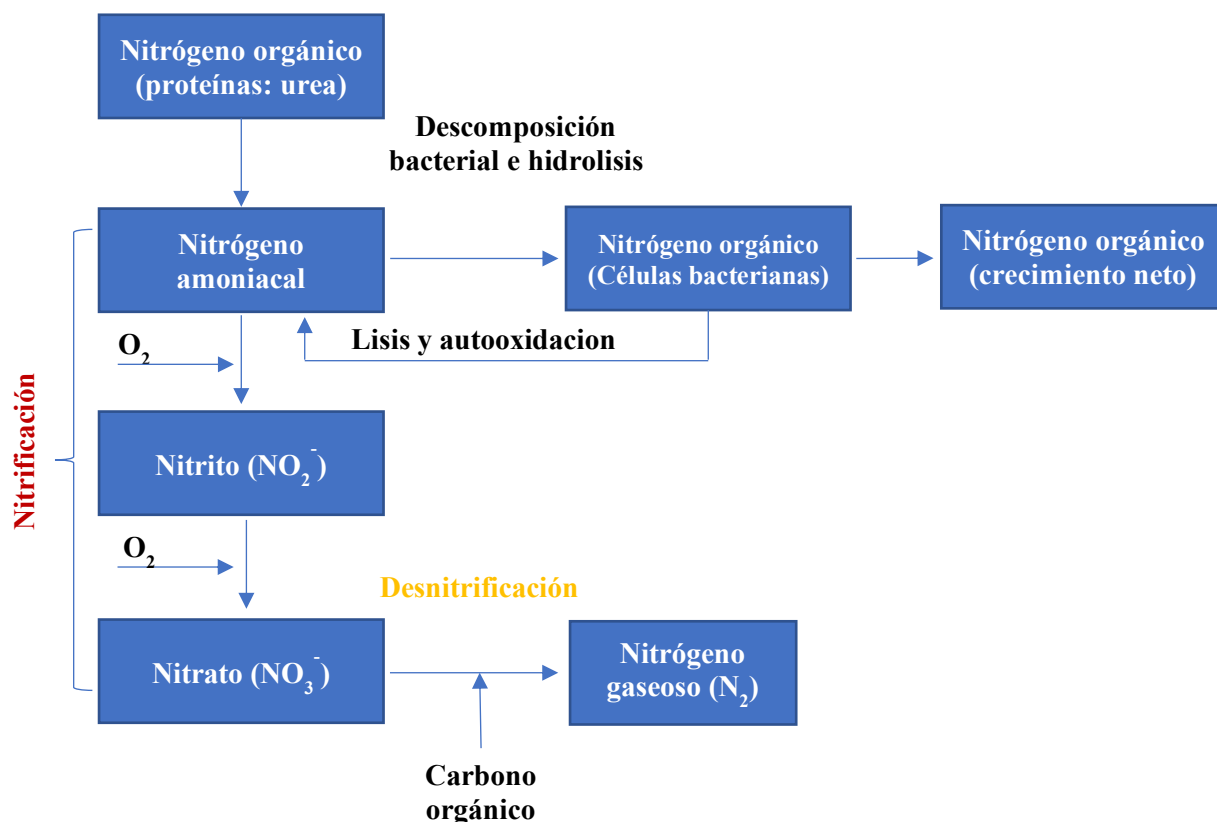 Nitrógeno orgánico
(proteínas: urea)
Descomposición
bacterial e hidrolisis
Nitrógeno
amoniacal
Nitrógeno orgánico
(Células bacterianas)
Nitrógeno orgánico
(crecimiento neto)
Lisis y autooxidacion
O₂
Nitrificación
Nitrito (NO₂⁻)
O₂
Desnitrificación
Nitrato (NO₃⁻)
Nitrógeno
gaseoso (N₂)
Carbono
orgánico